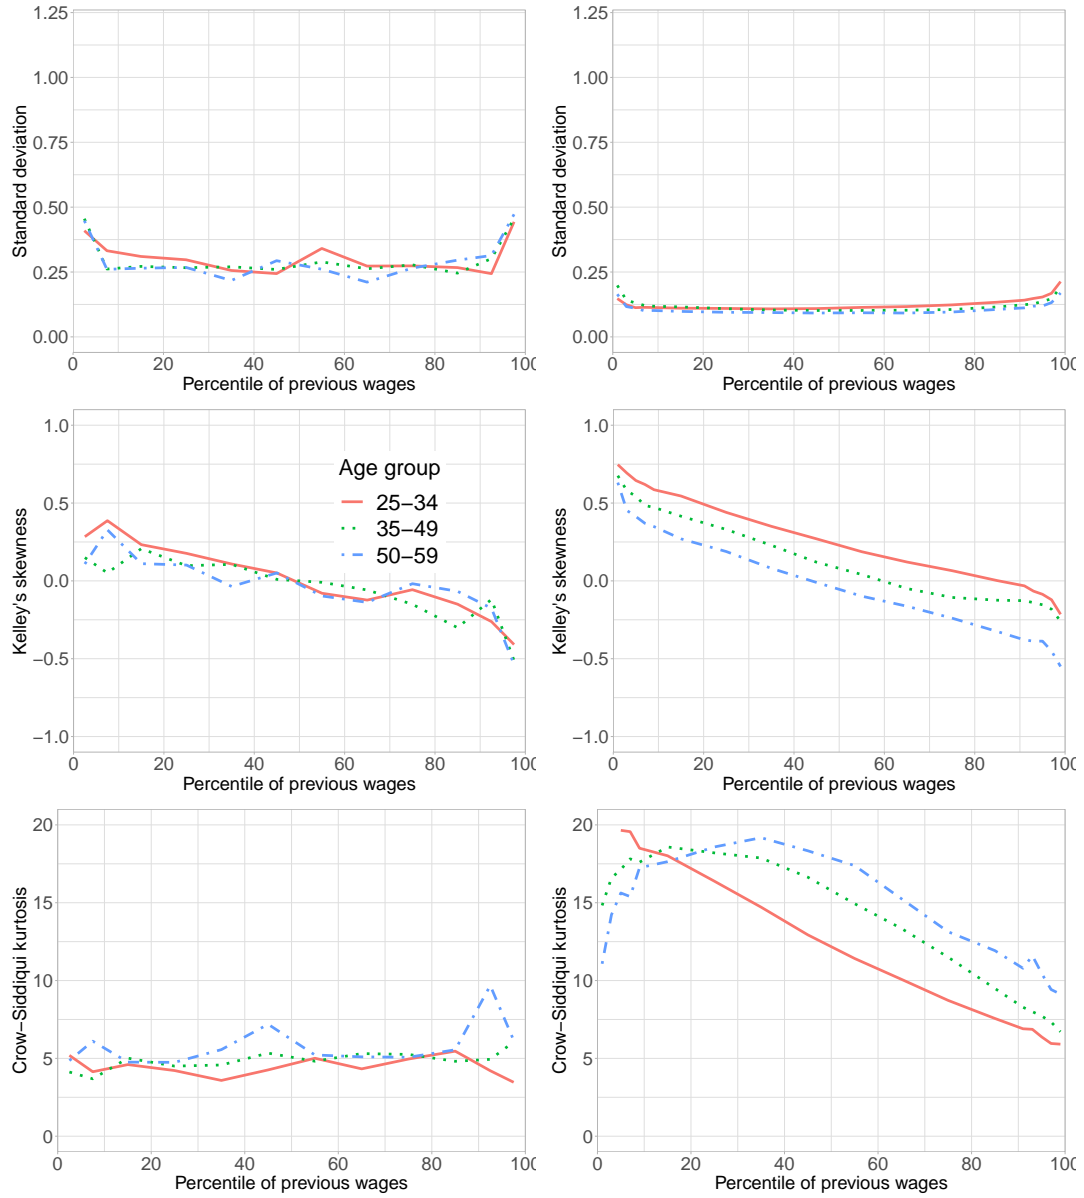 1.25
1.00
0.75
0.50
0.25
0.00
Standard deviation
0 20 40 60 80 100
Percentile of previous wages
1.25
1.00
0.75
0.50
0.25
0.00
Standard deviation
0 20 40 60 80 100
Percentile of previous wages
1.0
0.5
0.0
−0.5
−1.0
Kelley's skewness
Age group
25−34
35−49
50−59
0 20 40 60 80 100
Percentile of previous wages
1.0
0.5
0.0
−0.5
−1.0
Kelley's skewness
0 20 40 60 80 100
Percentile of previous wages
20
15
10
5
0
Crow−Siddiqui kurtosis
0 20 40 60 80 100
Percentile of previous wages
20
15
10
5
0
Crow−Siddiqui kurtosis
0 20 40 60 80 100
Percentile of previous wages